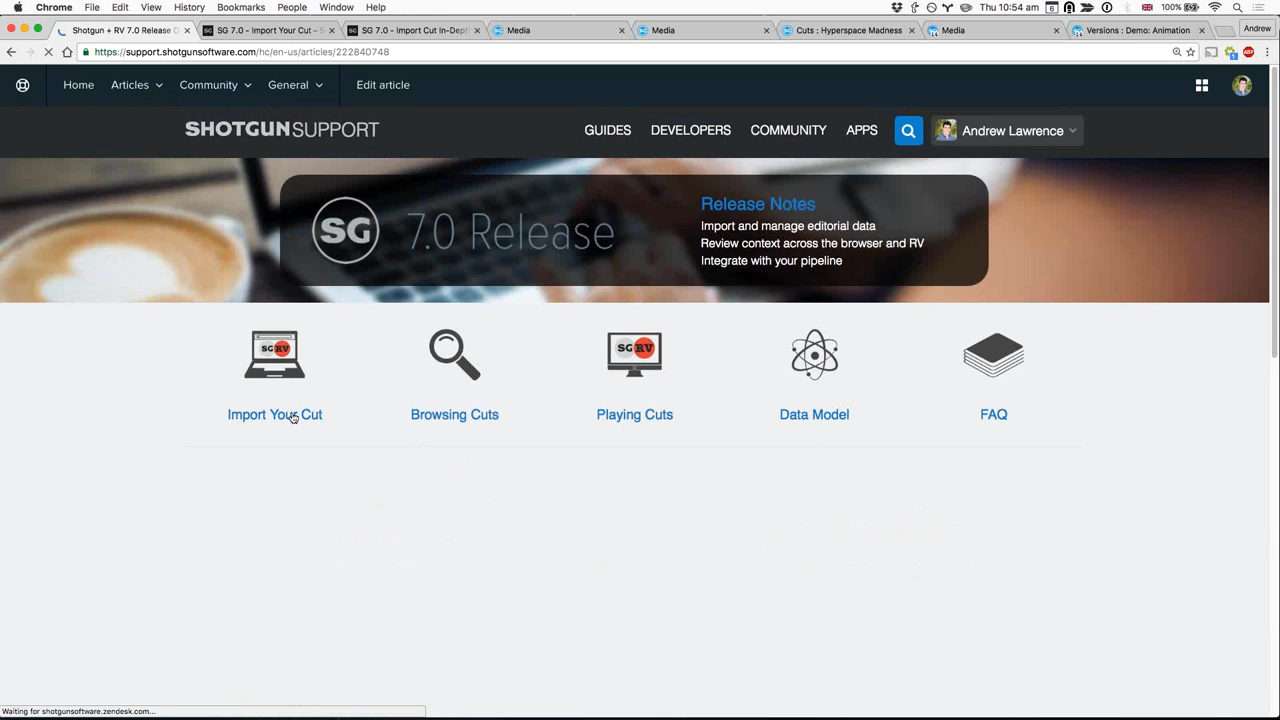 Chrome File Edit View History Bookmarks People Window Help
6 Thu 10:54 am 100%
Shotgun + RV 7.0 Release
SG 7.0 - Import Your Cut –
SG 7.0 - Import Cut In-Dep
Media
Media
Cuts : Hyperspace Madness
Media
Versions : Demo: Animation
Andrew
https://support.shotgunsoftware.com/hc/en-us/articles/222840748
1
ABP
Home Articles Community General Edit article
SHOTGUNSUPPORT
GUIDES DEVELOPERS COMMUNITY APPS Andrew Lawrence
SG 7.0 Release
Release Notes
Import and manage editorial data
Review context across the browser and RV
Integrate with your pipeline
SG RV
SG RV
Import Your Cut
Browsing Cuts
Playing Cuts
Data Model
FAQ
Waiting for shotgunsoftware.zendesk.com...